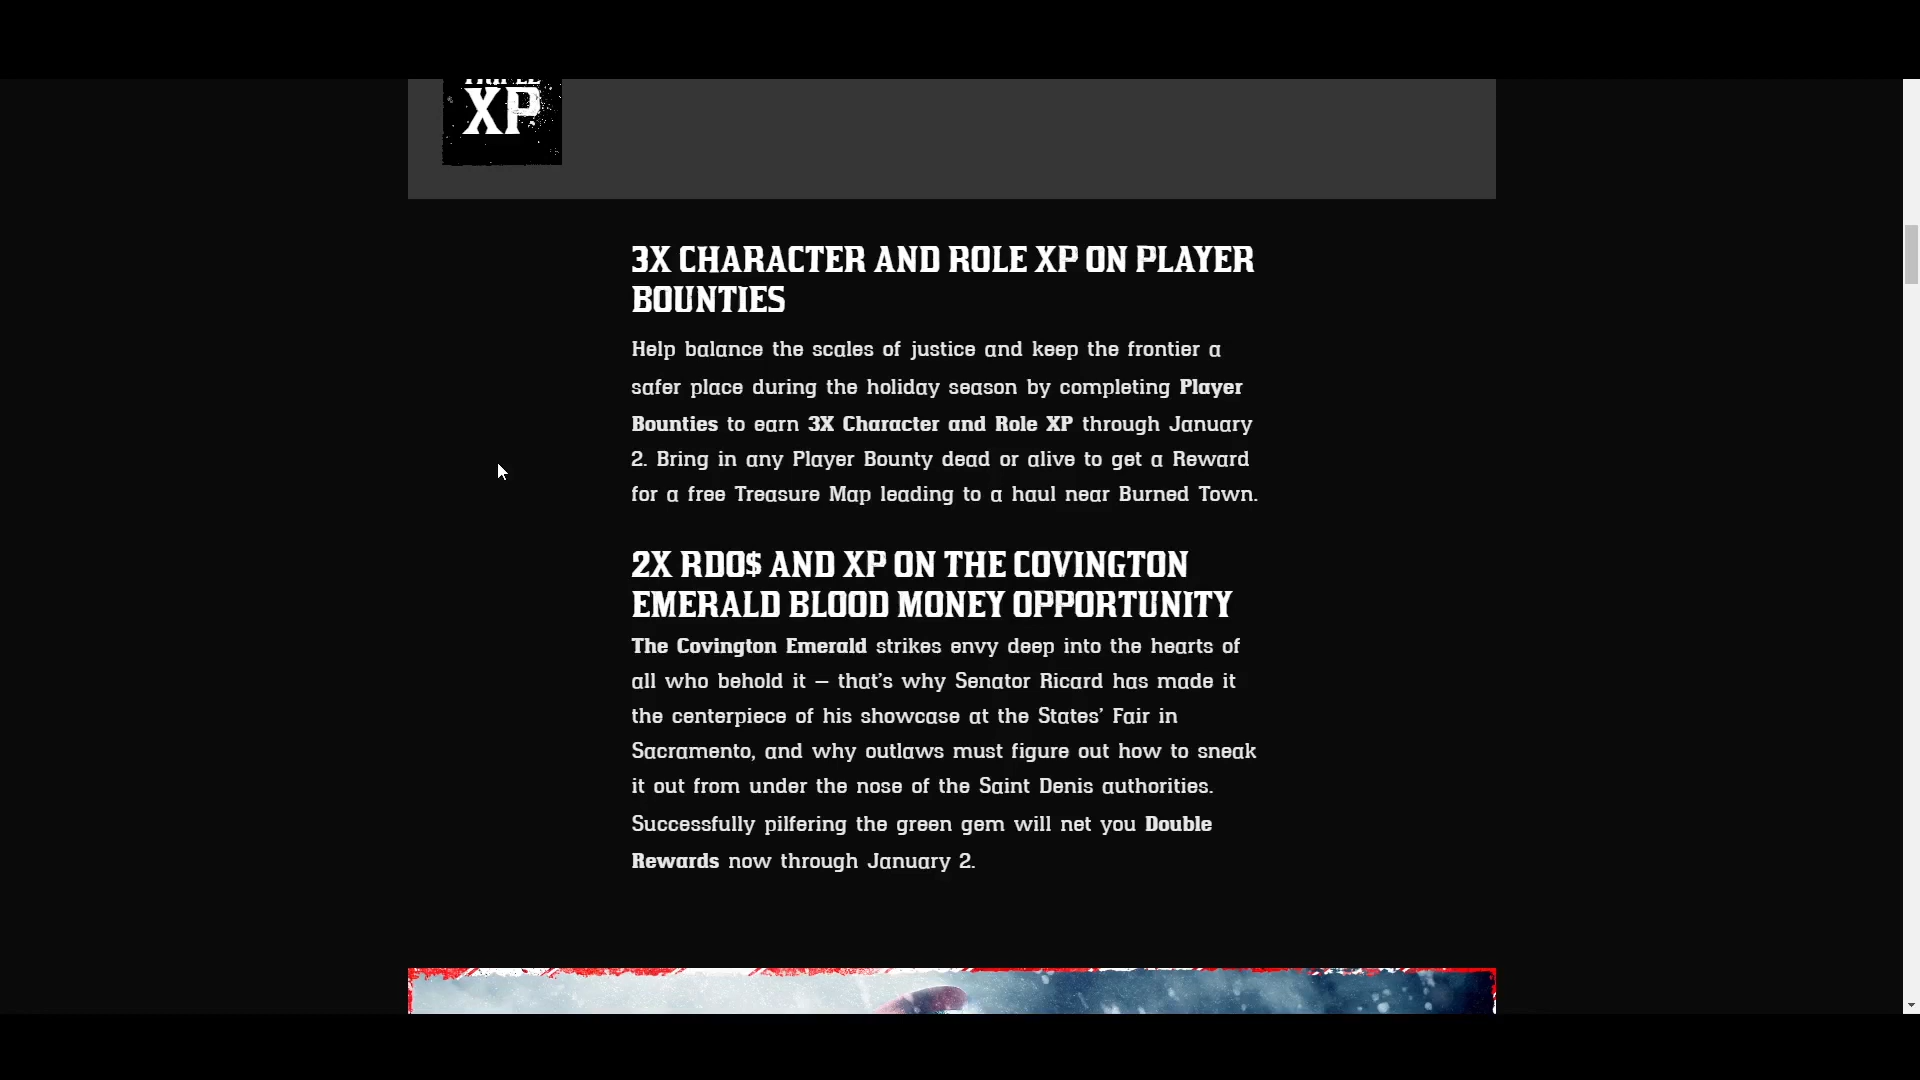 XP
3X CHARACTER AND ROLE XP ON PLAYER
BOUNTIES
Help balance the scales of justice and keep the frontier a
safer place during the holiday season by completing Player
Bounties to earn 3X Character and Role XP through January
2. Bring in any Player Bounty dead or alive to get a Reward
for a free Treasure Map leading to a haul near Burned Town.
2X RDO$ AND XP ON THE COVINGTON
EMERALD BLOOD MONEY OPPORTUNITY
The Covington Emerald strikes envy deep into the hearts of
all who behold it – that’s why Senator Ricard has made it
the centerpiece of his showcase at the States’ Fair in
Sacramento, and why outlaws must figure out how to sneak
it out from under the nose of the Saint Denis authorities.
Successfully pilfering the green gem will net you Double
Rewards now through January 2.